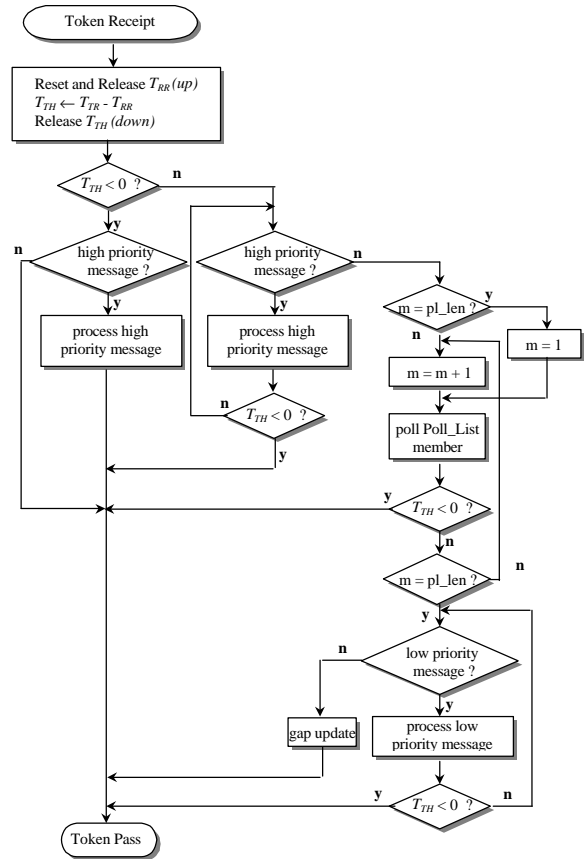 Token Receipt
Reset and Release T_RR (up)
T_TH ← T_TR - T_RR
Release T_TH (down)
n
T_TH < 0 ?
y
n
high priority
message ?
high priority
message ?
n
y
y
m = pl_len ?
y
process high
priority message
process high
priority message
n
m = 1
m = m + 1
n
T_TH < 0 ?
poll Poll_List
member
y
y
T_TH < 0 ?
n
n
m = pl_len ?
y
n
low priority
message ?
y
gap update
process low
priority message
y
T_TH < 0 ?
n
Token Pass